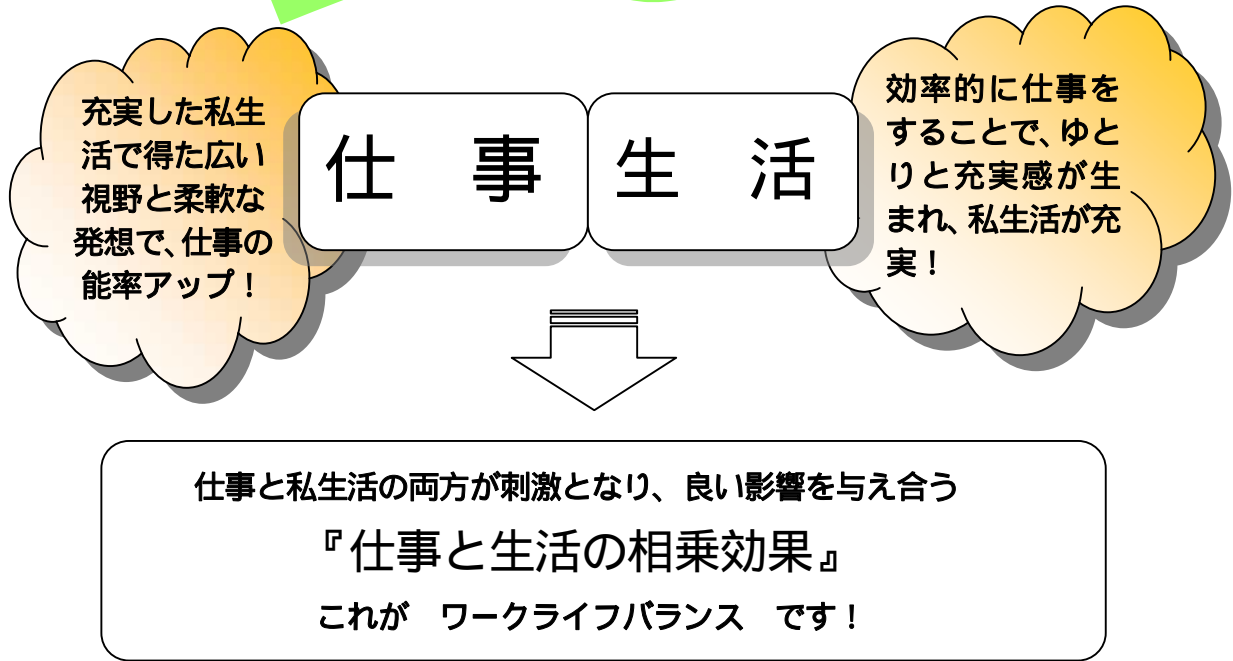 充実した私生
活で得た広い
視野と柔軟な
発想で、仕事の
能率アップ！
仕　事
生　活
効率的に仕事を
することで、ゆと
りと充実感が生
まれ、私生活が充
実！
仕事と私生活の両方が刺激となり、良い影響を与え合う
『仕事と生活の相乗効果』
これが　ワークライフバランス　です！